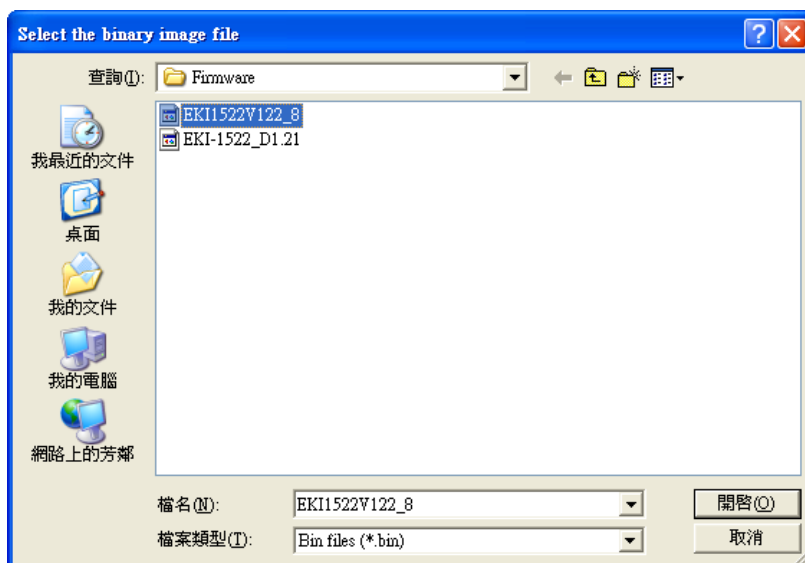 Select the binary image file
查詢(I): Firmware
EKI1522V122_8
EKI-1522_D1.21
我最近的文件
桌面
我的文件
我的電腦
網路上的芳鄰
檔名(N): EKI1522V122_8 開啓(O)
檔案類型(T): Bin files (*.bin) 取消